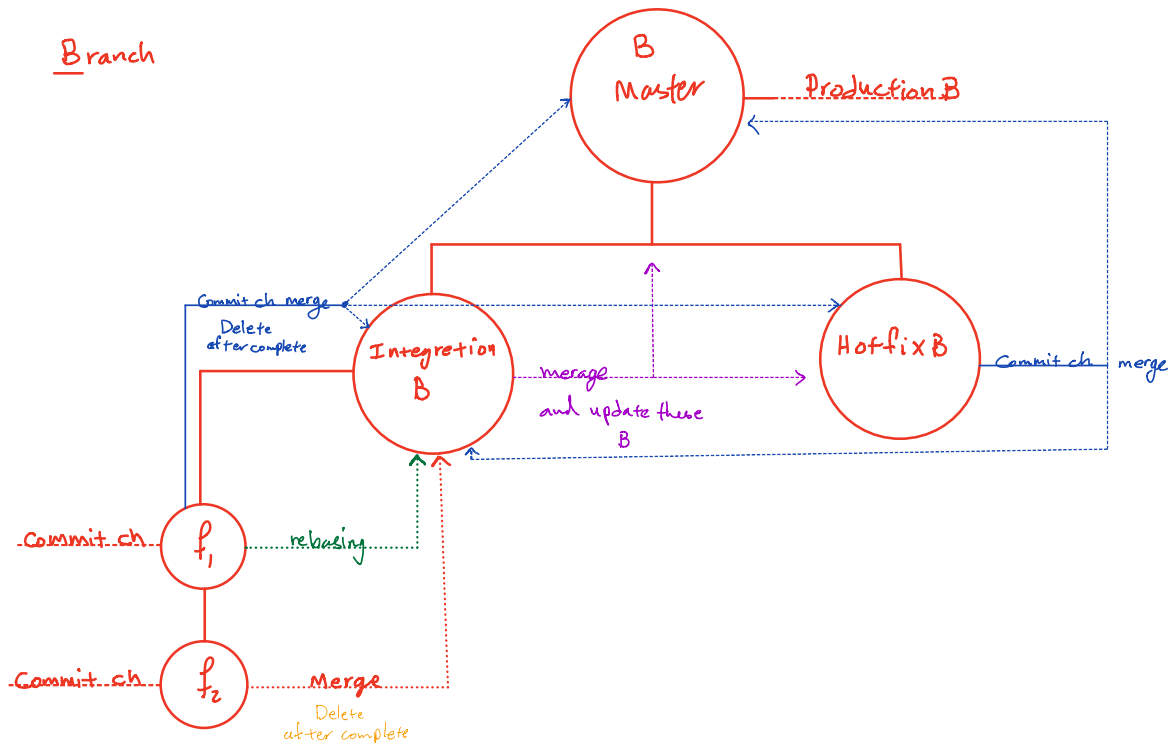 Branch
B
Master
Production B
Commit ch merge
Delete
after complete
Integretion
B
merage
and update these
B
Hoffix B
Commit ch
merge
Commit ch
f1
rebasing
Commit ch
f2
Merge
Delete
after complete